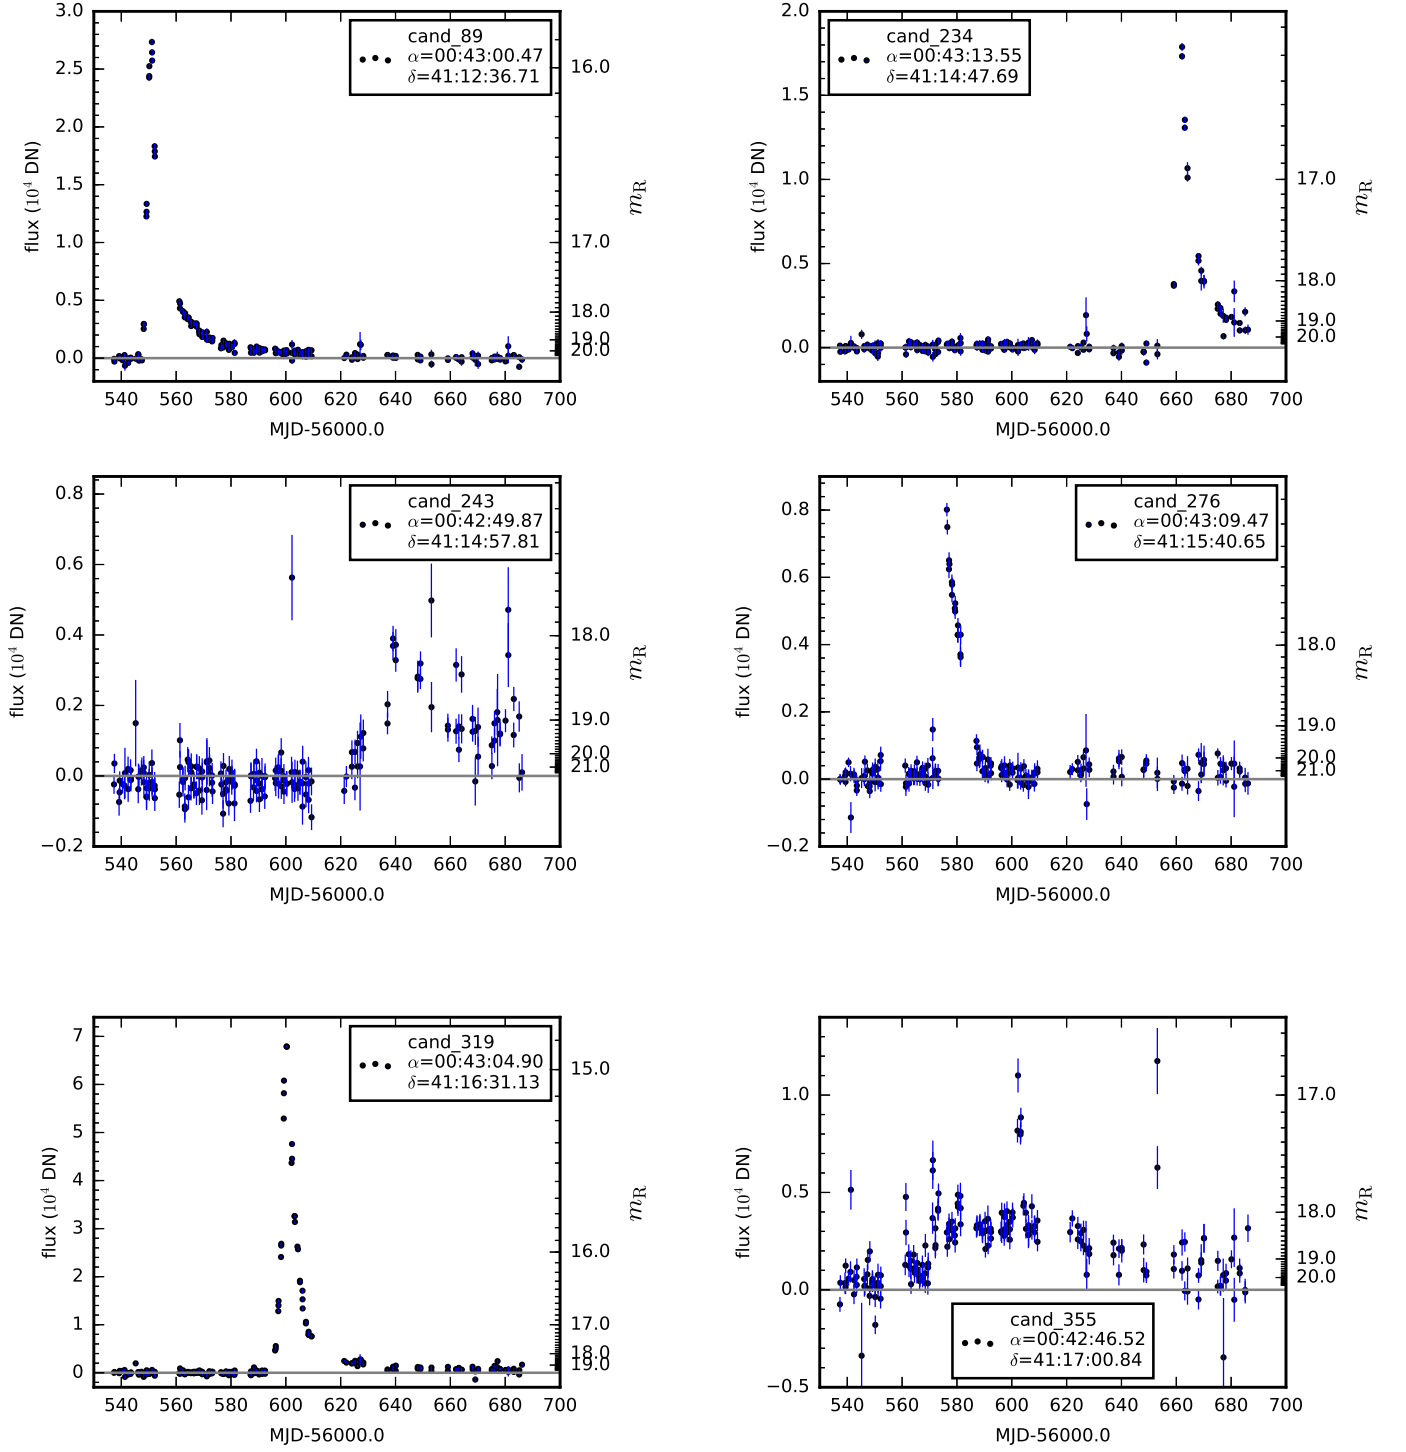 3.0
2.5
2.0
1.5
1.0
0.5
0.0
flux (10⁴ DN)
cand_89
α=00:43:00.47
δ=41:12:36.71
16.0
17.0
18.0
19.0
20.0
m_R
540 560 580 600 620 640 660 680 700
MJD-56000.0
2.0
1.5
1.0
0.5
0.0
flux (10⁴ DN)
cand_234
α=00:43:13.55
δ=41:14:47.69
17.0
18.0
19.0
20.0
m_R
540 560 580 600 620 640 660 680 700
MJD-56000.0
0.8
0.6
0.4
0.2
0.0
−0.2
flux (10⁴ DN)
cand_243
α=00:42:49.87
δ=41:14:57.81
18.0
19.0
20.0
21.0
m_R
540 560 580 600 620 640 660 680 700
MJD-56000.0
0.8
0.6
0.4
0.2
0.0
−0.2
flux (10⁴ DN)
cand_276
α=00:43:09.47
δ=41:15:40.65
18.0
19.0
20.0
21.0
m_R
540 560 580 600 620 640 660 680 700
MJD-56000.0
7
6
5
4
3
2
1
0
flux (10⁴ DN)
cand_319
α=00:43:04.90
δ=41:16:31.13
15.0
16.0
17.0
18.0
19.0
m_R
540 560 580 600 620 640 660 680 700
MJD-56000.0
1.0
0.5
0.0
−0.5
flux (10⁴ DN)
cand_355
α=00:42:46.52
δ=41:17:00.84
17.0
18.0
19.0
20.0
m_R
540 560 580 600 620 640 660 680 700
MJD-56000.0